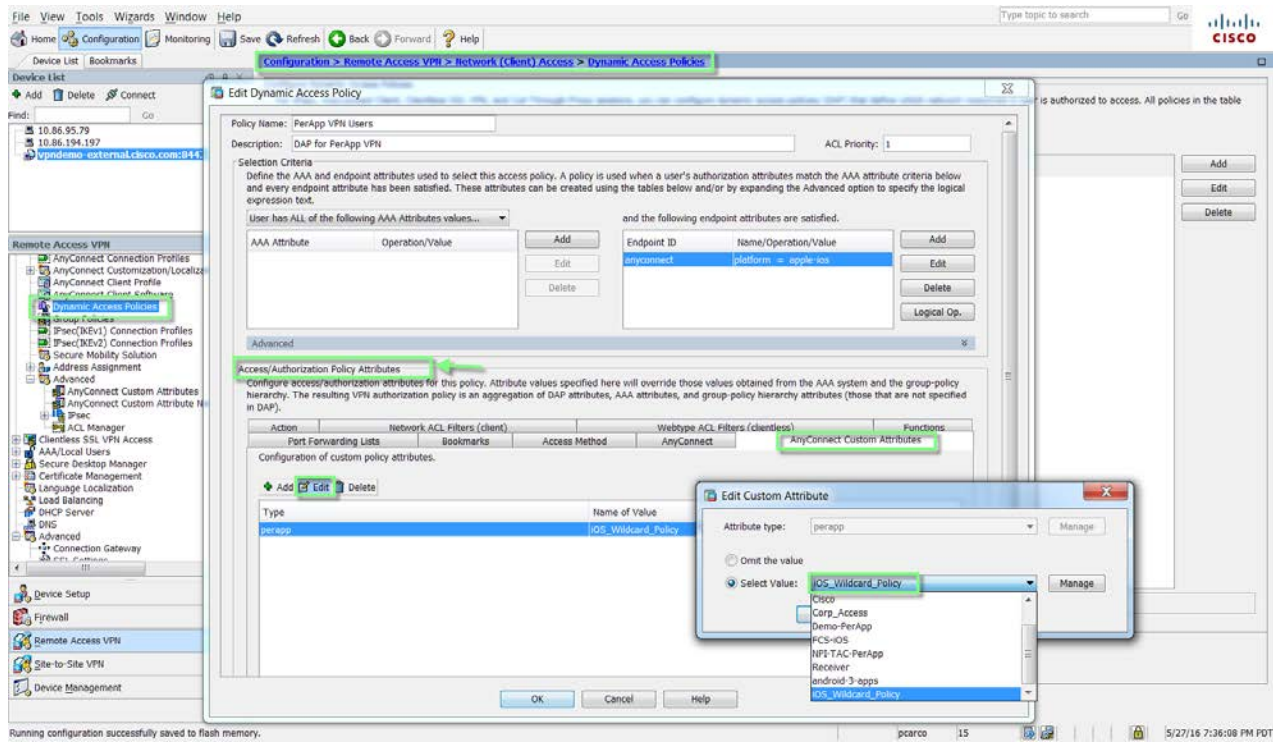 File View Tools Wizards Window Help
Type topic to search Go
CISCO
Home Configuration Monitoring Save Refresh Back Forward Help
Device List Bookmarks
Configuration > Remote Access VPN > Network (Client) Access > Dynamic Access Policies
Device List
Add Delete Connect
Find: Go
10.86.95.79
10.86.194.197
vpndemo-external.cisco.com:844
is authorized to access. All policies in the table
Add
Edit
Delete
Remote Access VPN
AnyConnect Connection Profiles
AnyConnect Customization/Localiza
AnyConnect Client Profile
AnyConnect Client Software
Dynamic Access Policies
Group Policies
IPsec(IKEv1) Connection Profiles
IPsec(IKEv2) Connection Profiles
Secure Mobility Solution
Address Assignment
Advanced
AnyConnect Custom Attributes
AnyConnect Custom Attribute N
IPsec
ACL Manager
Clientless SSL VPN Access
AAA/Local Users
Secure Desktop Manager
Certificate Management
Language Localization
Load Balancing
DHCP Server
DNS
Advanced
Connection Gateway
SSL Settings
Device Setup
Firewall
Remote Access VPN
Site-to-Site VPN
Device Management
Edit Dynamic Access Policy
Policy Name: PerApp VPN Users
Description: DAP for PerApp VPN ACL Priority: 1
Selection Criteria
Define the AAA and endpoint attributes used to select this access policy. A policy is used when a user's authorization attributes match the AAA attribute criteria below
and every endpoint attribute has been satisfied. These attributes can be created using the tables below and/or by expanding the Advanced option to specify the logical
expression text.
User has ALL of the following AAA Attributes values... and the following endpoint attributes are satisfied.
AAA Attribute Operation/Value
Add
Edit
Delete
Endpoint ID Name/Operation/Value
anyconnect platform = apple-ios
Add
Edit
Delete
Logical Op.
Advanced
Access/Authorization Policy Attributes
Configure access/authorization attributes for this policy. Attribute values specified here will override those values obtained from the AAA system and the group-policy
hierarchy. The resulting VPN authorization policy is an aggregation of DAP attributes, AAA attributes, and group-policy hierarchy attributes (those that are not specified
in DAP).
Action Network ACL Filters (client) Webtype ACL Filters (clientless) Functions
Port Forwarding Lists Bookmarks Access Method AnyConnect AnyConnect Custom Attributes
Configuration of custom policy attributes.
Add Edit Delete
Type Name of Value
perapp iOS_Wildcard_Policy
OK Cancel Help
Edit Custom Attribute
Attribute type: perapp Manage
Omit the value
Select Value: iOS_Wildcard_Policy Manage
Cisco
Corp_Access
Demo-PerApp
FCS-iOS
NPI-TAC-PerApp
Receiver
android-3-apps
iOS_Wildcard_Policy
Running configuration successfully saved to flash memory.
pcarco 15 5/27/16 7:36:08 PM PDT